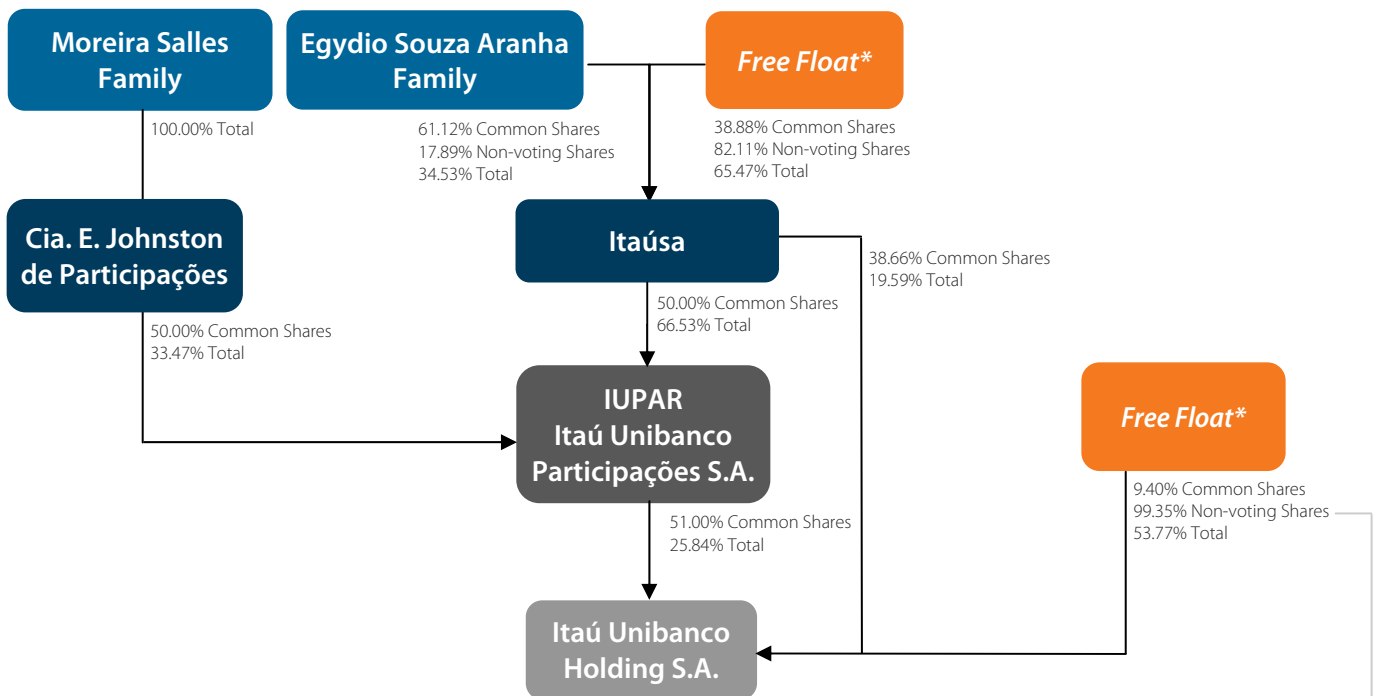 Moreira Salles
Family
Egydio Souza Aranha
Family
Free Float*
100.00% Total
61.12% Common Shares
17.89% Non-voting Shares
34.53% Total
38.88% Common Shares
82.11% Non-voting Shares
65.47% Total
Cia. E. Johnston
de Participações
Itaúsa
38.66% Common Shares
19.59% Total
50.00% Common Shares
33.47% Total
50.00% Common Shares
66.53% Total
IUPAR
Itaú Unibanco
Participações S.A.
Free Float*
9.40% Common Shares
99.35% Non-voting Shares
53.77% Total
51.00% Common Shares
25.84% Total
Itaú Unibanco
Holding S.A.